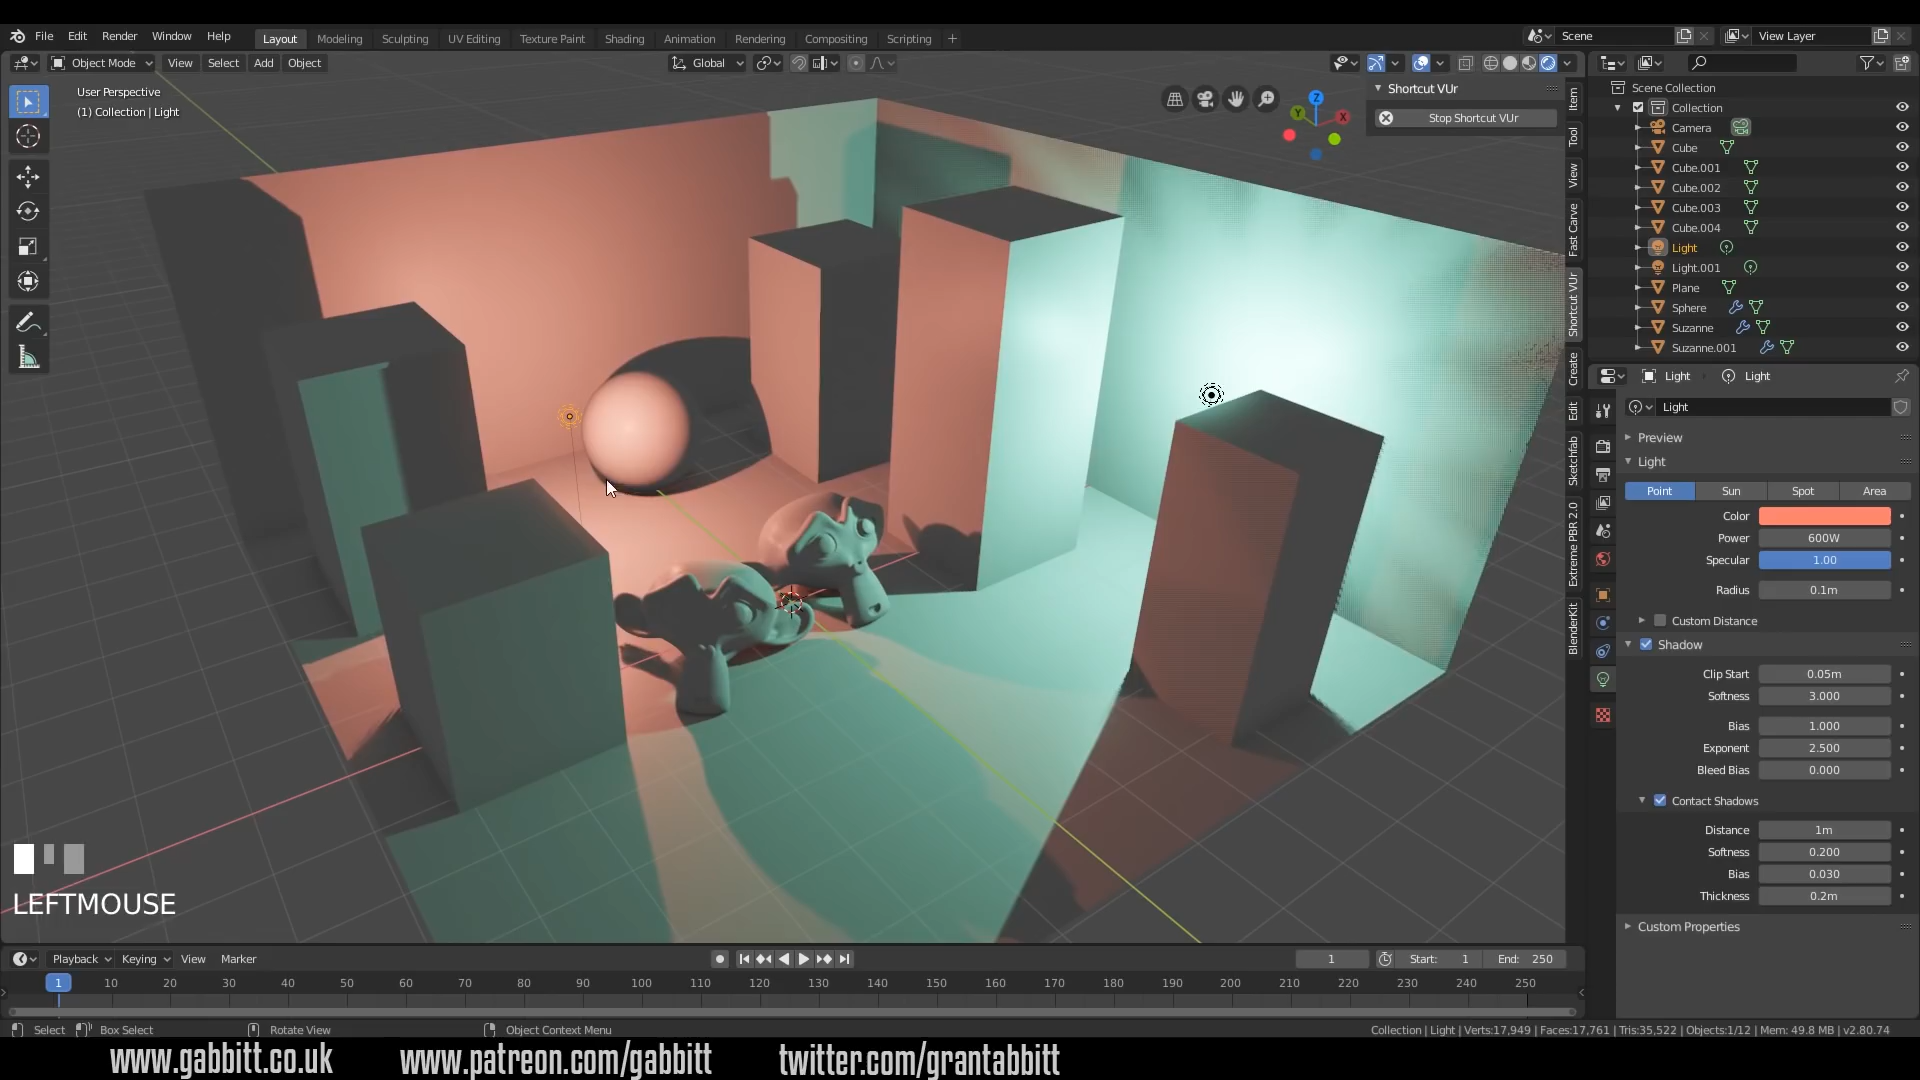 File Edit Render Window Help Layout Modeling Sculpting UV Editing Texture Paint Shading Animation Rendering Compositing Scripting + Scene View Layer
Object Mode View Select Add Object Global
User Perspective
(1) Collection | Light
Shortcut VUr
Stop Shortcut VUr
Item
Tool
View
Fast Carve
Shortcut VUr
Create
Edit
Sketchfab
Extreme PBR 2.0
BlenderKit
Z
Y
X
Scene Collection
Collection
Camera
Cube
Cube.001
Cube.002
Cube.003
Cube.004
Light
Light.001
Plane
Sphere
Suzanne
Suzanne.001
Light Light
Light
Preview
Light
Point Sun Spot Area
Color
Power 600W
Specular 1.00
Radius 0.1m
Custom Distance
Shadow
Clip Start 0.05m
Softness 3.000
Bias 1.000
Exponent 2.500
Bleed Bias 0.000
Contact Shadows
Distance 1m
Softness 0.200
Bias 0.030
Thickness 0.2m
Custom Properties
LEFTMOUSE
Playback Keying View Marker 1 Start: 1 End: 250
1 10 20 30 40 50 60 70 80 90 100 110 120 130 140 150 160 170 180 190 200 210 220 230 240 250
Select Box Select Rotate View Object Context Menu Collection | Light | Verts:17,949 | Faces:17,761 | Tris:35,522 | Objects:1/12 | Mem: 49.8 MB | v2.80.74
www.gabbitt.co.uk www.patreon.com/gabbitt twitter.com/grantabbitt